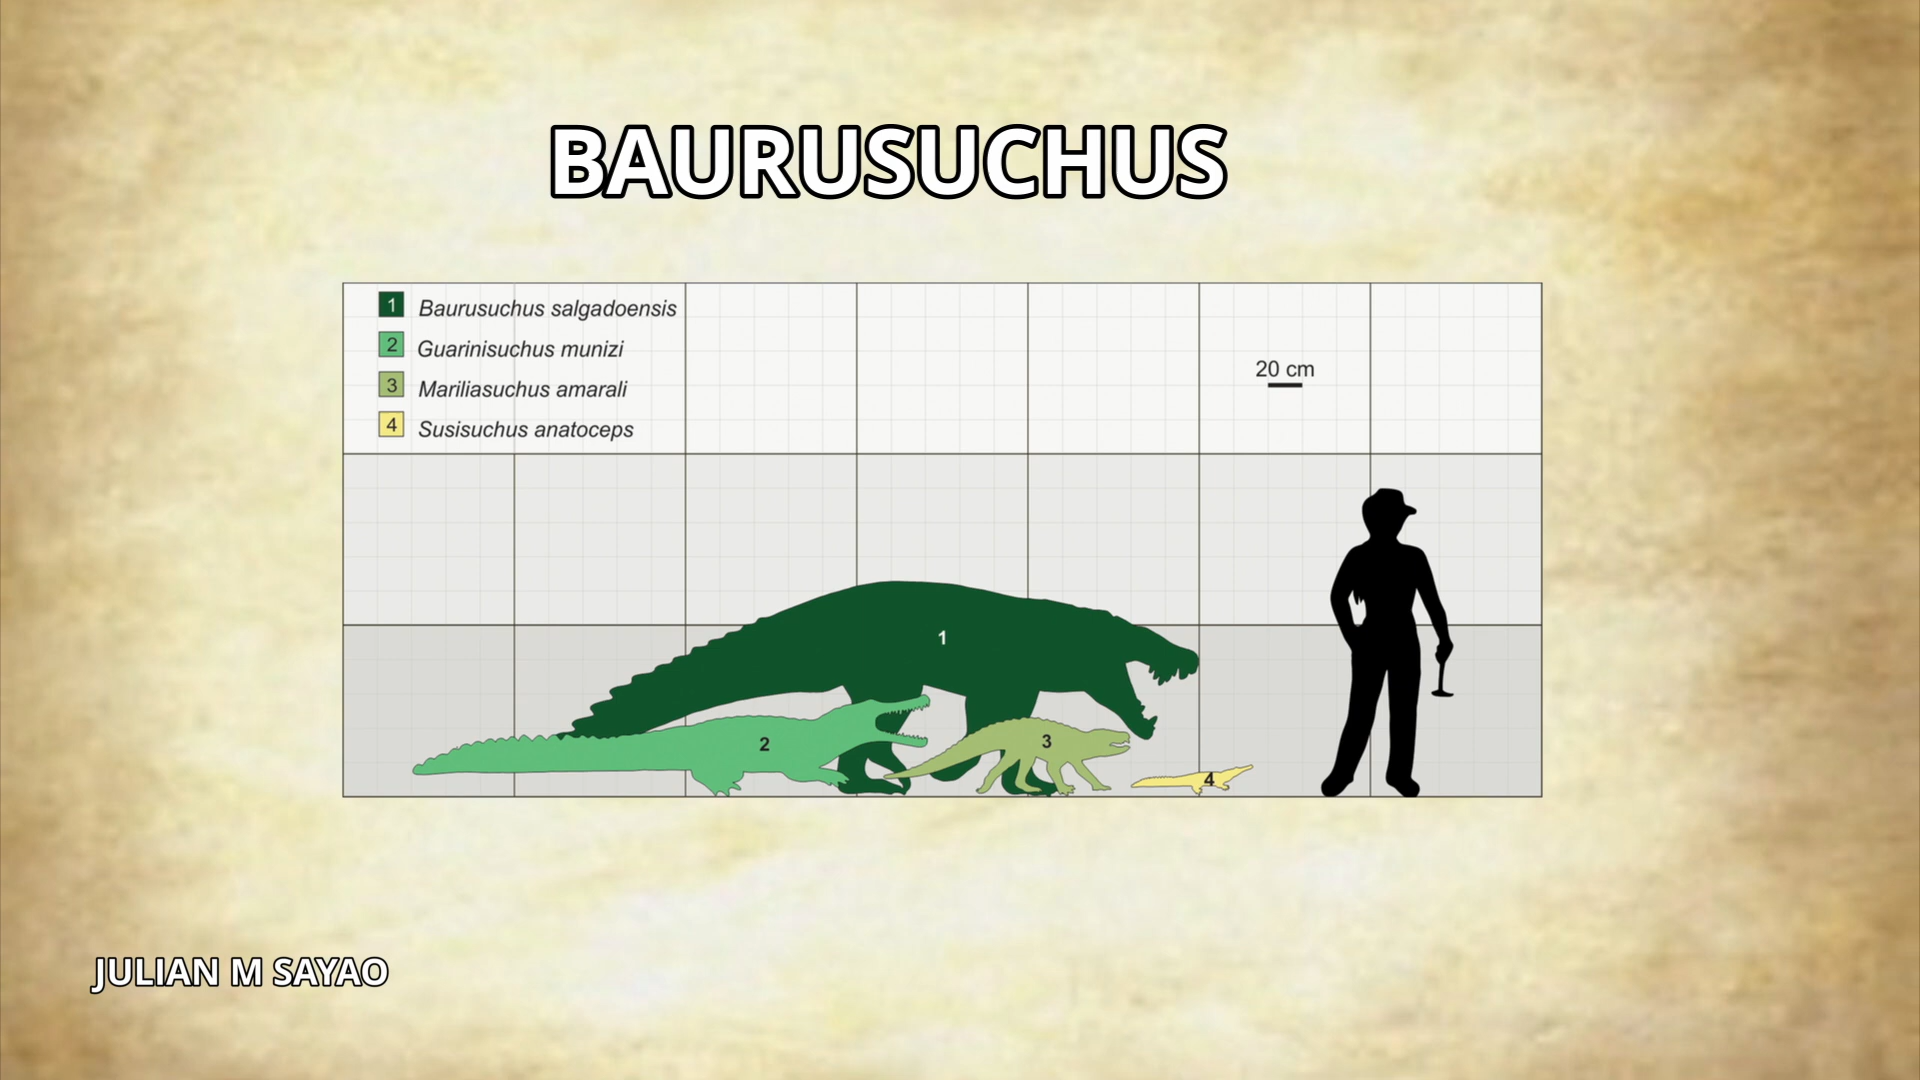 BAURUSUCHUS
1 Baurusuchus salgadoensis
2 Guarinisuchus munizi
3 Mariliasuchus amarali
4 Susisuchus anatoceps
20 cm
1
2
3
4
JULIAN M SAYAO